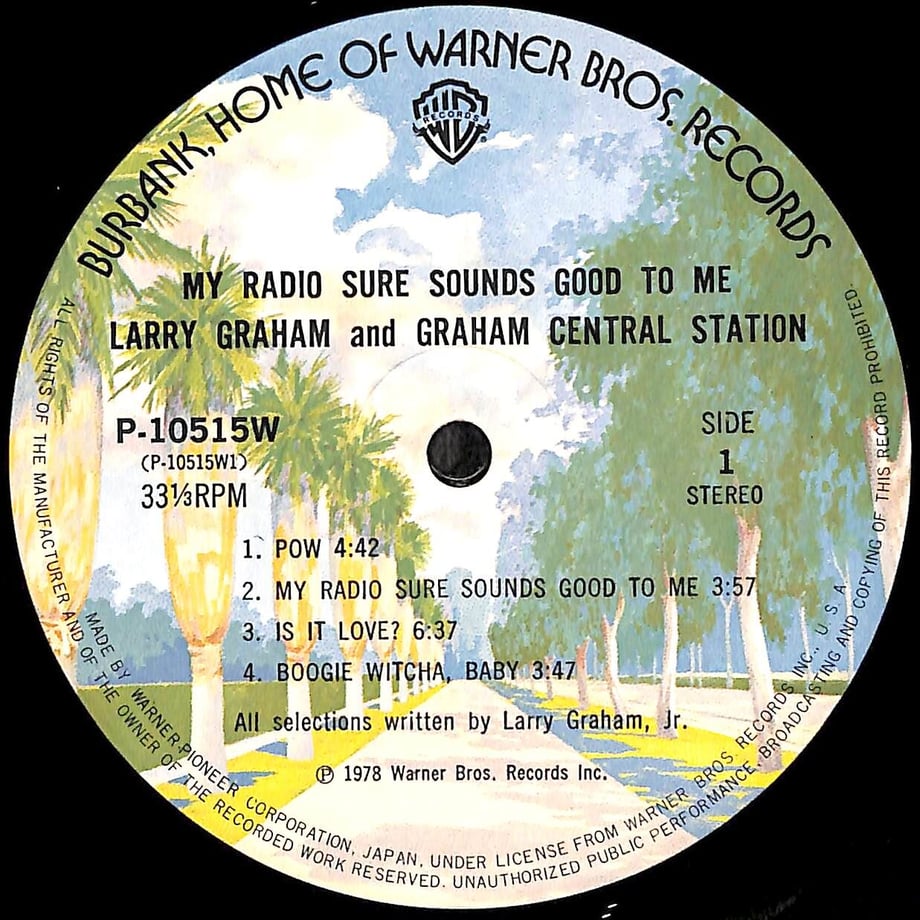 BURBANK, HOME OF WARNER BROS. RECORDS
WB
RECORDS
®
MY RADIO SURE SOUNDS GOOD TO ME
LARRY GRAHAM and GRAHAM CENTRAL STATION
P-10515W
(P-10515W1)
33⅓RPM
SIDE
1
STEREO
1. POW 4:42
2. MY RADIO SURE SOUNDS GOOD TO ME 3:57
3. IS IT LOVE? 6:37
4. BOOGIE WITCHA, BABY 3:47
All selections written by Larry Graham, Jr.
℗ 1978 Warner Bros. Records Inc.
MADE BY WARNER-PIONEER CORPORATION, JAPAN, UNDER LICENSE FROM WARNER BROS. RECORDS INC., U S A
ALL RIGHTS OF THE MANUFACTURER AND OF THE OWNER OF THE RECORDED WORK RESERVED. UNAUTHORIZED PUBLIC PERFORMANCE, BROADCASTING AND COPYING OF THIS RECORD PROHIBITED.